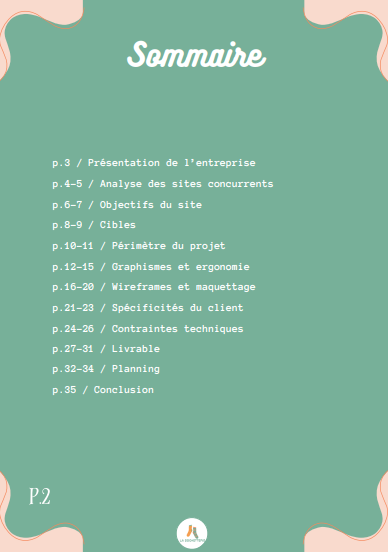 Sommaire
p.3 / Présentation de l'entreprise
p.4-5 / Analyse des sites concurrents
p.6-7 / Objectifs du site
p.8-9 / Cibles
p.10-11 / Périmètre du projet
p.12-15 / Graphismes et ergonomie
p.16-20 / Wireframes et maquettage
p.21-23 / Spécificités du client
p.24-26 / Contraintes techniques
p.27-31 / Livrable
p.32-34 / Planning
p.35 / Conclusion
P.2